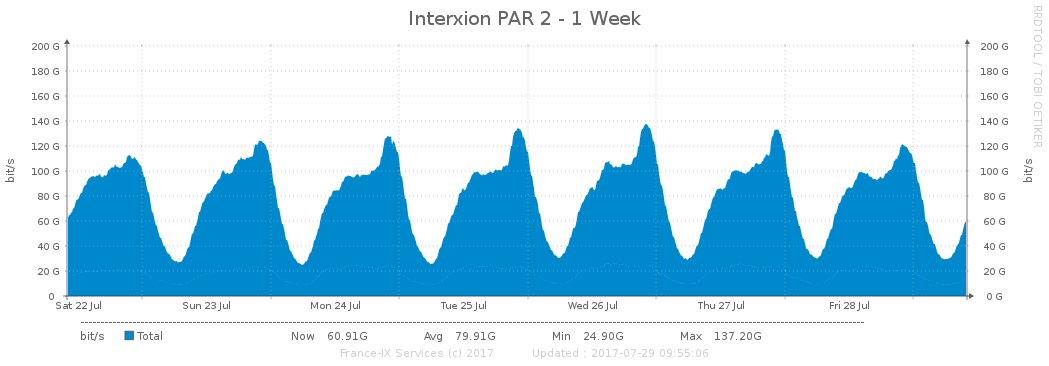 Interxion PAR 2 - 1 Week
RRDTOOL / TOBI OETIKER
bit/s
200 G 200 G
180 G 180 G
160 G 160 G
140 G 140 G
120 G 120 G
100 G 100 G
80 G 80 G
60 G 60 G
40 G 40 G
20 G 20 G
0 0 G
bit/s
Sat 22 Jul Sun 23 Jul Mon 24 Jul Tue 25 Jul Wed 26 Jul Thu 27 Jul Fri 28 Jul
bit/s Total Now 60.91G Avg 79.91G Min 24.90G Max 137.20G
France-IX Services (c) 2017 Updated : 2017-07-29 09:55:06